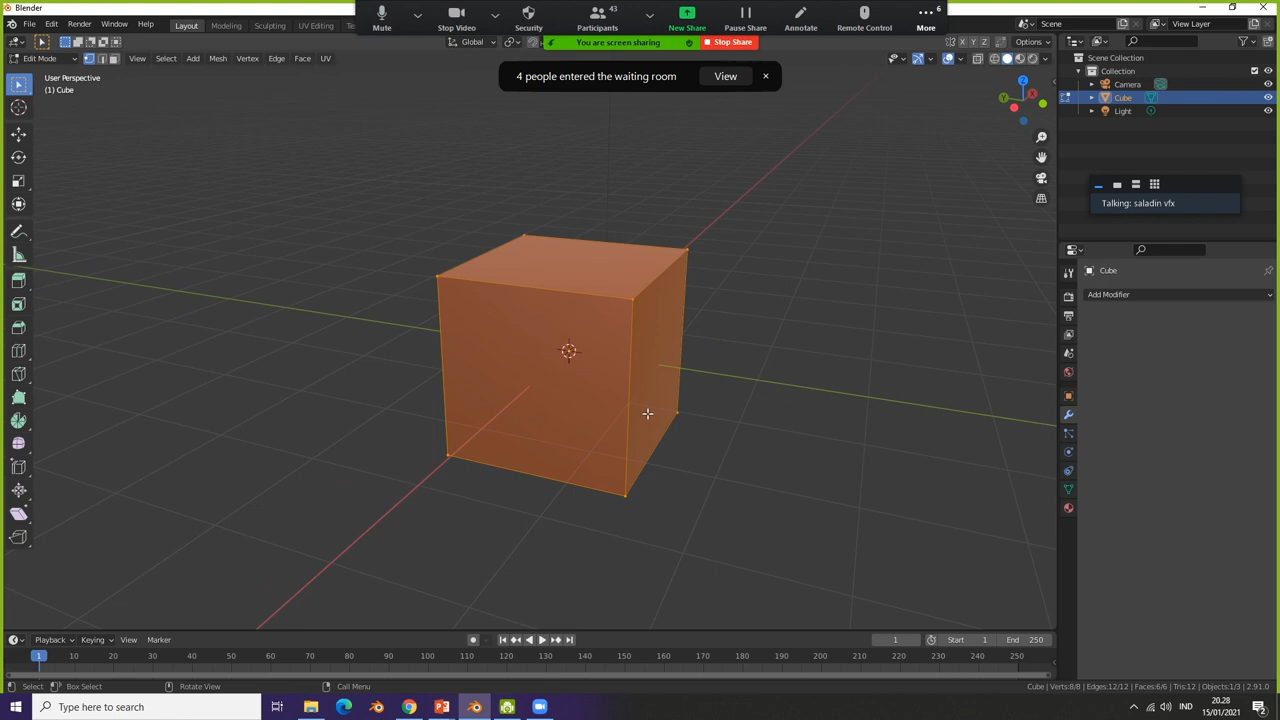 Blender
43
6
Mute
Stop Video
Security
Participants
New Share
Pause Share
Annotate
Remote Control
More
You are screen sharing
Stop Share
4 people entered the waiting room
View
File
Edit
Render
Window
Help
Layout
Modeling
Sculpting
UV Editing
Te
Scene
View Layer
Global
X
Y
Z
Options
Edit Mode
View
Select
Add
Mesh
Vertex
Edge
Face
UV
User Perspective
(1) Cube
Z
Y
X
Scene Collection
Collection
Camera
Cube
Light
Talking: saladin vfx
Cube
Add Modifier
Playback
Keying
View
Marker
1
Start 1
End 250
1 10 20 30 40 50 60 70 80 90 100 110 120 130 140 150 160 170 180 190 200 210 220 230 240 250
Select
Box Select
Rotate View
Call Menu
Cube | Verts:8/8 | Edges:12/12 | Faces:6/6 | Tris:12 | Objects:1/3 | 2.91.0
Type here to search
IND
20.28
15/01/2021
2